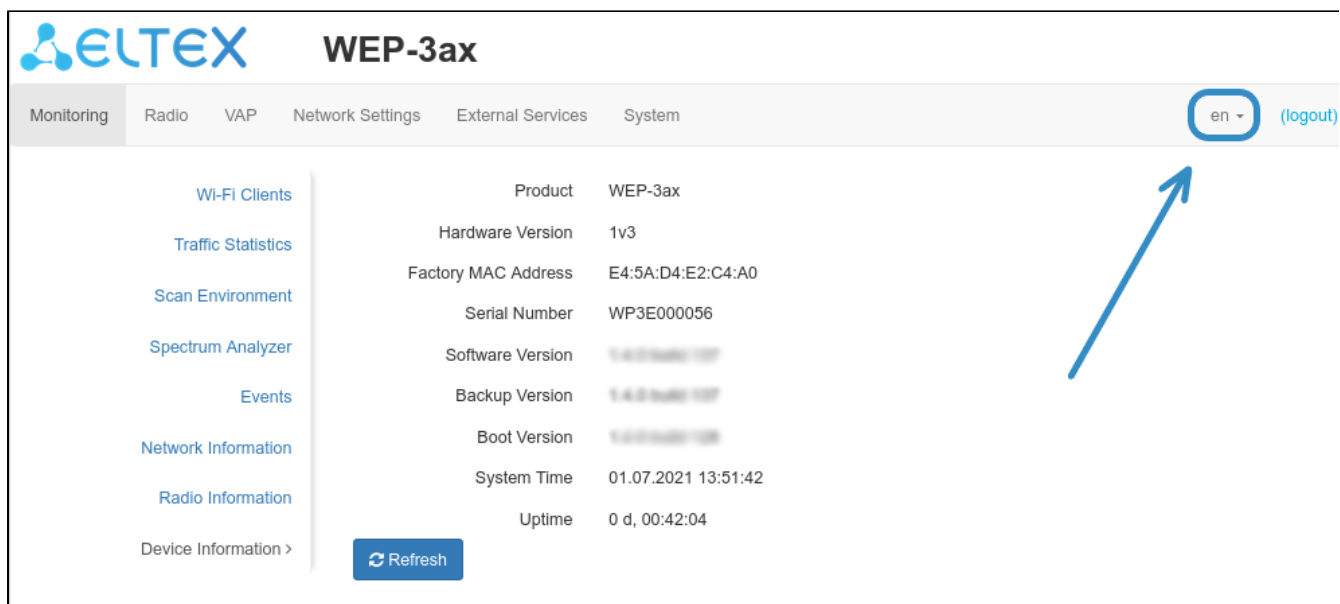 ELTEX WEP-3ax
Monitoring Radio VAP Network Settings External Services System en (logout)
Wi-Fi Clients
Traffic Statistics
Scan Environment
Spectrum Analyzer
Events
Network Information
Radio Information
Device Information >
Product WEP-3ax
Hardware Version 1v3
Factory MAC Address E4:5A:D4:E2:C4:A0
Serial Number WP3E000056
Software Version
Backup Version
Boot Version
System Time 01.07.2021 13:51:42
Uptime 0 d, 00:42:04
Refresh